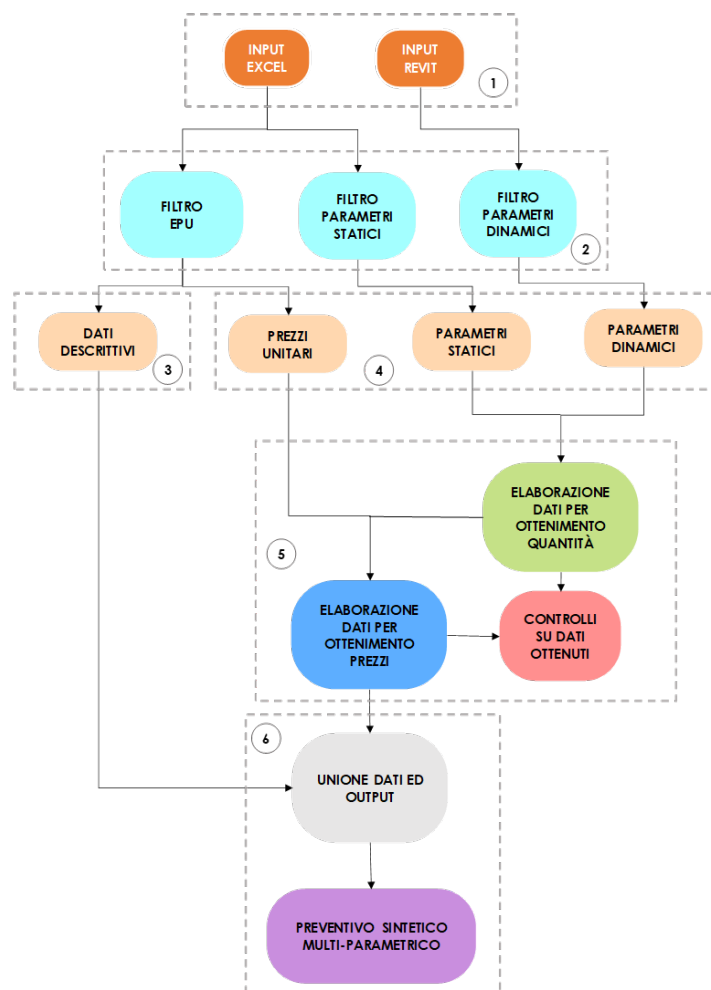 INPUT
EXCEL
INPUT
REVIT
1
FILTRO
EPU
FILTRO
PARAMETRI
STATICI
FILTRO
PARAMETRI
DINAMICI
2
DATI
DESCRITTIVI
3
PREZZI
UNITARI
4
PARAMETRI
STATICI
PARAMETRI
DINAMICI
ELABORAZIONE
DATI PER
OTTENIMENTO
QUANTITÀ
5
ELABORAZIONE
DATI PER
OTTENIMENTO
PREZZI
CONTROLLI
SU DATI
OTTENUTI
6
UNIONE DATI ED
OUTPUT
PREVENTIVO SINTETICO
MULTI-PARAMETRICO